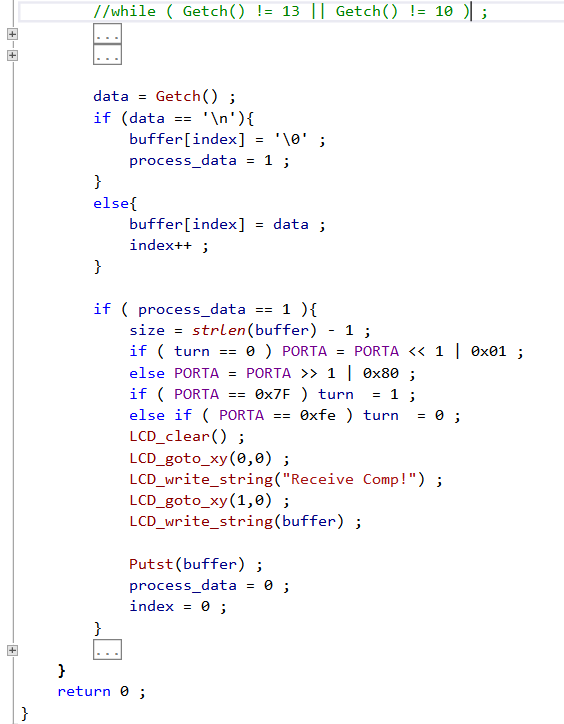 //while ( Getch() != 13 || Getch() != 10 ) ;
...
...
data = Getch() ;
if (data == '\n'){
buffer[index] = '\0' ;
process_data = 1 ;
}
else{
buffer[index] = data ;
index++ ;
}
if ( process_data == 1 ){
size = strlen(buffer) - 1 ;
if ( turn == 0 ) PORTA = PORTA << 1 | 0x01 ;
else PORTA = PORTA >> 1 | 0x80 ;
if ( PORTA == 0x7F ) turn  = 1 ;
else if ( PORTA == 0xfe ) turn  = 0 ;
LCD_clear() ;
LCD_goto_xy(0,0) ;
LCD_write_string("Receive Comp!") ;
LCD_goto_xy(1,0) ;
LCD_write_string(buffer) ;
Putst(buffer) ;
process_data = 0 ;
index = 0 ;
}
...
}
return 0 ;
}